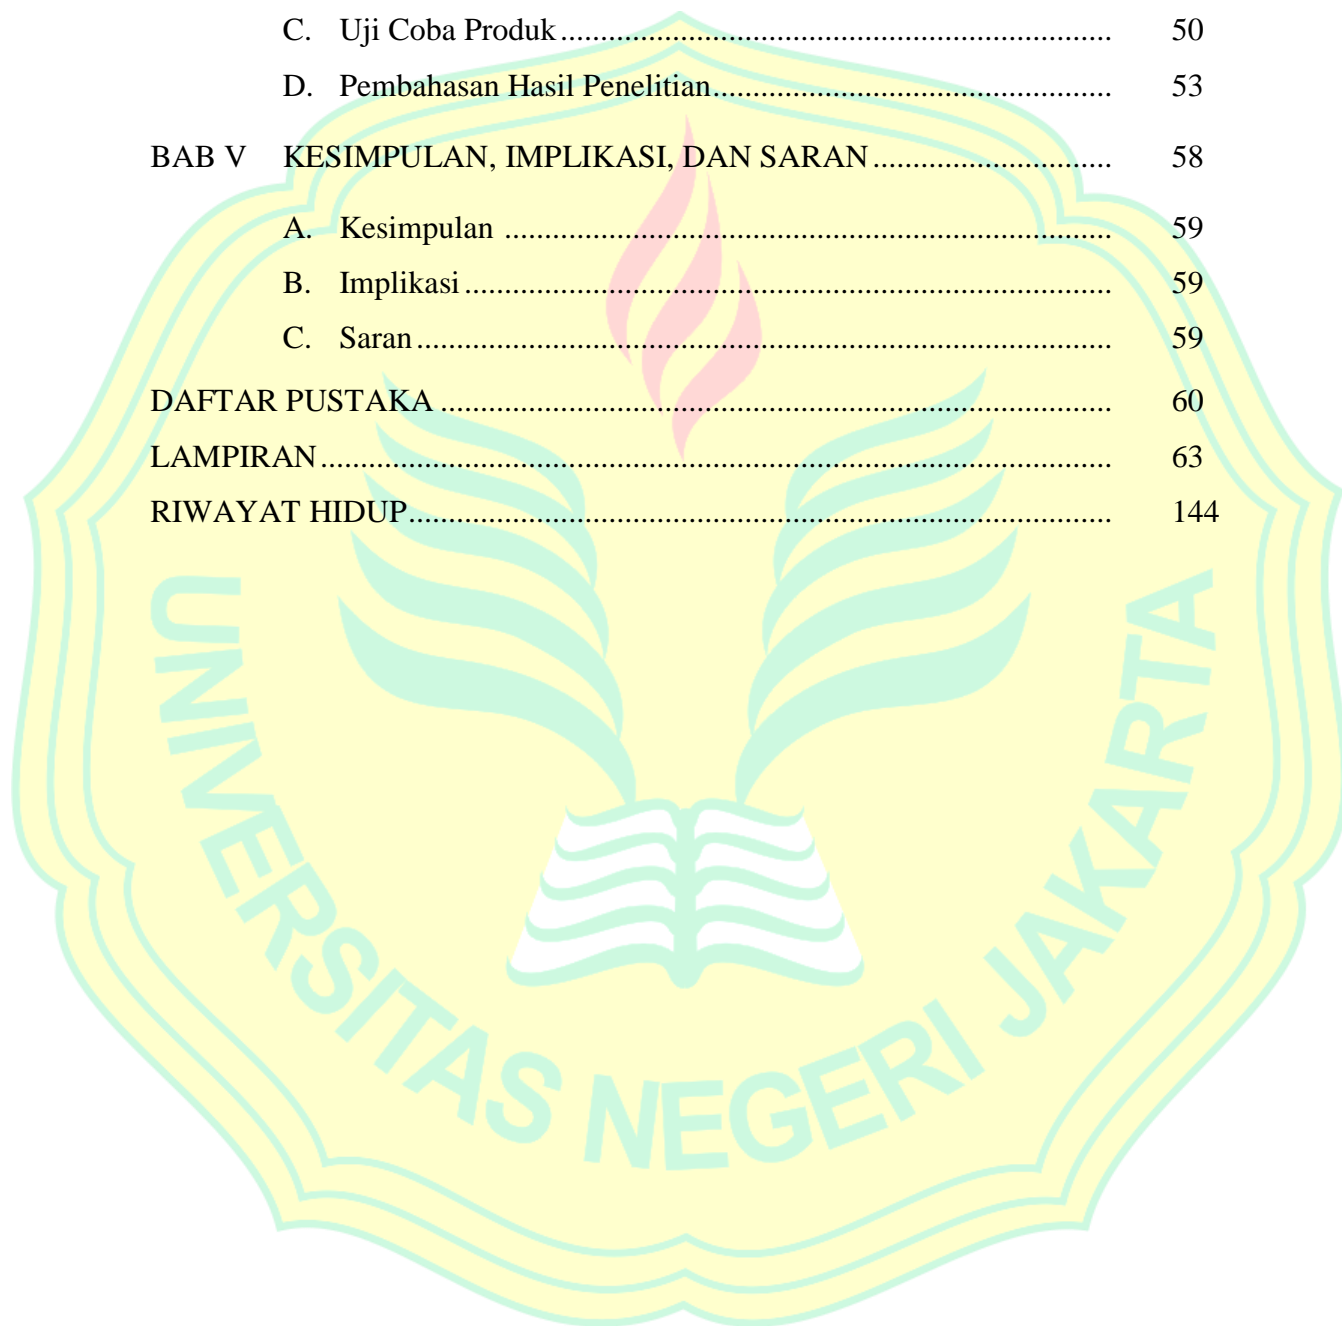 C. Uji Coba Produk ..................................................................... 50
D. Pembahasan Hasil Penelitian.................................................. 53
BAB V KESIMPULAN, IMPLIKASI, DAN SARAN .............................. 58
A. Kesimpulan ............................................................................ 59
B. Implikasi ................................................................................. 59
C. Saran ....................................................................................... 59
DAFTAR PUSTAKA .................................................................................... 60
LAMPIRAN ................................................................................................... 63
RIWAYAT HIDUP........................................................................................ 144
UNIVERSITAS NEGERI JAKARTA